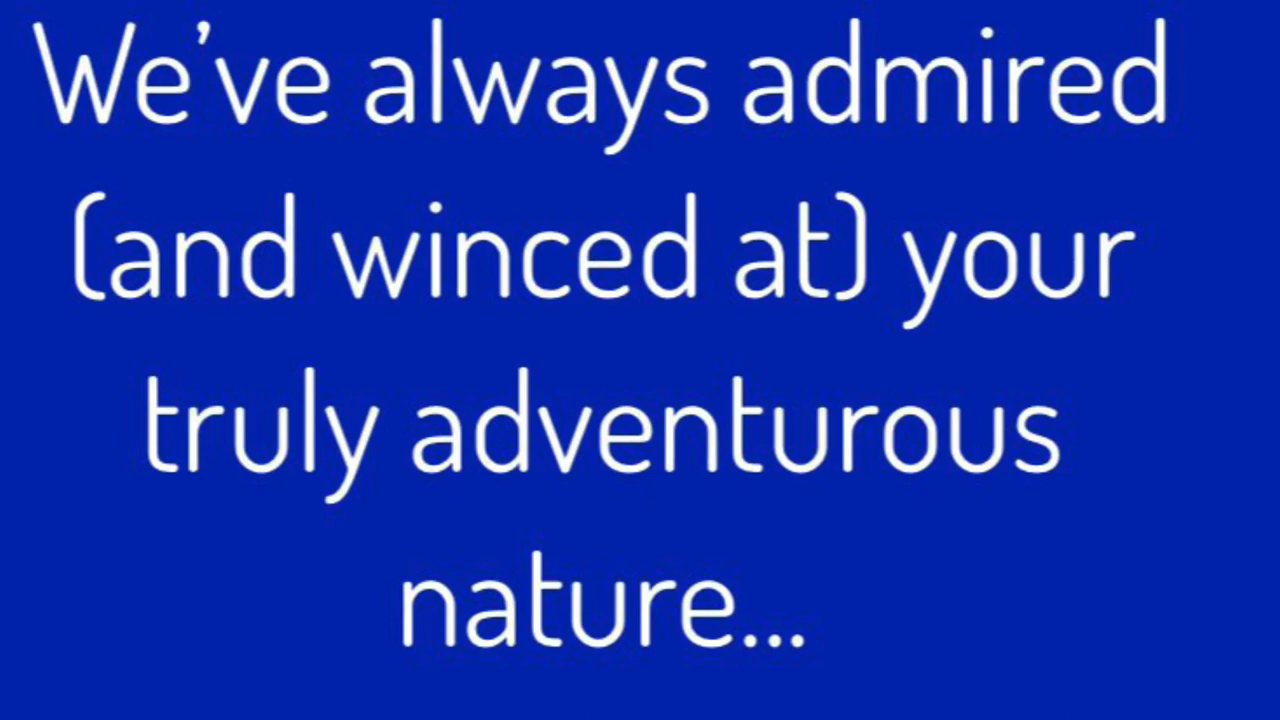 We’ve always admired
(and winced at) your
truly adventurous
nature...